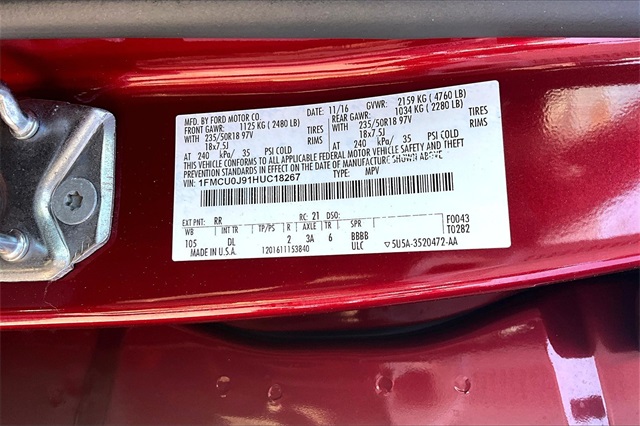 MFD. BY FORD MOTOR CO. DATE: 11/16 GVWR: 2159 KG ( 4760 LB)
FRONT GAWR: 1125 KG ( 2480 LB) REAR GAWR: 1034 KG ( 2280 LB)
WITH 235/50R18 97V TIRES WITH 235/50R18 97V TIRES
18x7.5J RIMS 18x7.5J RIMS
AT 240 kPa/ 35 PSI COLD AT 240 kPa/ 35 PSI COLD
THIS VEHICLE CONFORMS TO ALL APPLICABLE FEDERAL MOTOR VEHICLE SAFETY AND THEFT
PREVENTION STANDARDS IN EFFECT ON THE DATE OF MANUFACTURE SHOWN ABOVE.
VIN: 1FMCU0J91HUC18267 TYPE: MPV
EXT PNT: RR RC: 21 DSO: F0043
WB INT TR TP/PS R AXLE TR SPR T0282
105 DL 2 3A 6 BBBB
MADE IN U.S.A. 1201611153840 ULC ▽5U5A-3520472-AA